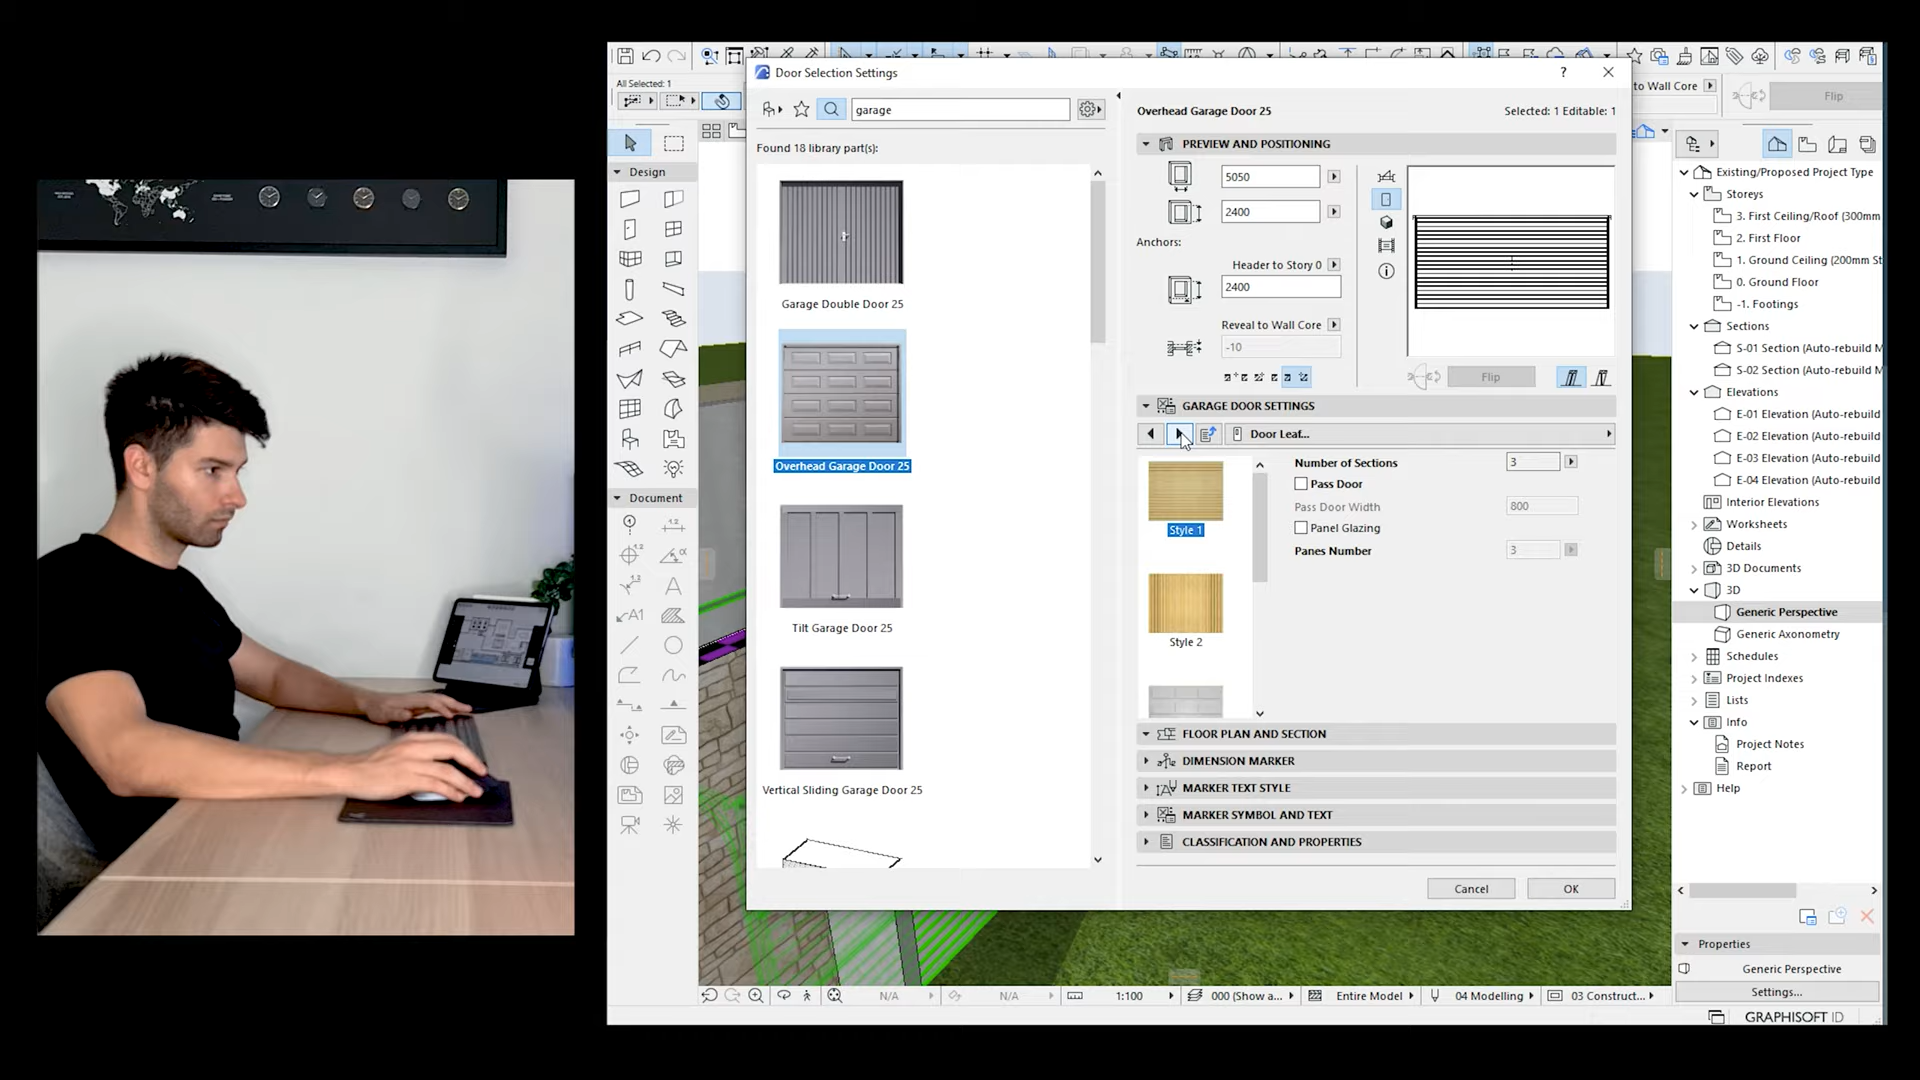 All Selected: 1
Design
Document
Door Selection Settings
?
garage
Found 18 library part(s):
Garage Double Door 25
Overhead Garage Door 25
Tilt Garage Door 25
Vertical Sliding Garage Door 25
Overhead Garage Door 25
Selected: 1 Editable: 1
PREVIEW AND POSITIONING
5050
2400
Anchors:
Header to Story 0
2400
Reveal to Wall Core
-10
Flip
GARAGE DOOR SETTINGS
Door Leaf...
Style 1
Style 2
Number of Sections
3
Pass Door
Pass Door Width
800
Panel Glazing
Panes Number
3
FLOOR PLAN AND SECTION
DIMENSION MARKER
MARKER TEXT STYLE
MARKER SYMBOL AND TEXT
CLASSIFICATION AND PROPERTIES
Cancel
OK
to Wall Core
Flip
Existing/Proposed Project Type
Storeys
3. First Ceiling/Roof (300mm
2. First Floor
1. Ground Ceiling (200mm St
0. Ground Floor
-1. Footings
Sections
S-01 Section (Auto-rebuild M
S-02 Section (Auto-rebuild M
Elevations
E-01 Elevation (Auto-rebuild
E-02 Elevation (Auto-rebuild
E-03 Elevation (Auto-rebuild
E-04 Elevation (Auto-rebuild
Interior Elevations
Worksheets
Details
3D Documents
3D
Generic Perspective
Generic Axonometry
Schedules
Project Indexes
Lists
Info
Project Notes
Report
Help
Properties
Generic Perspective
Settings...
N/A
N/A
1:100
000 (Show a...
Entire Model
04 Modelling
03 Construct...
GRAPHISOFT ID